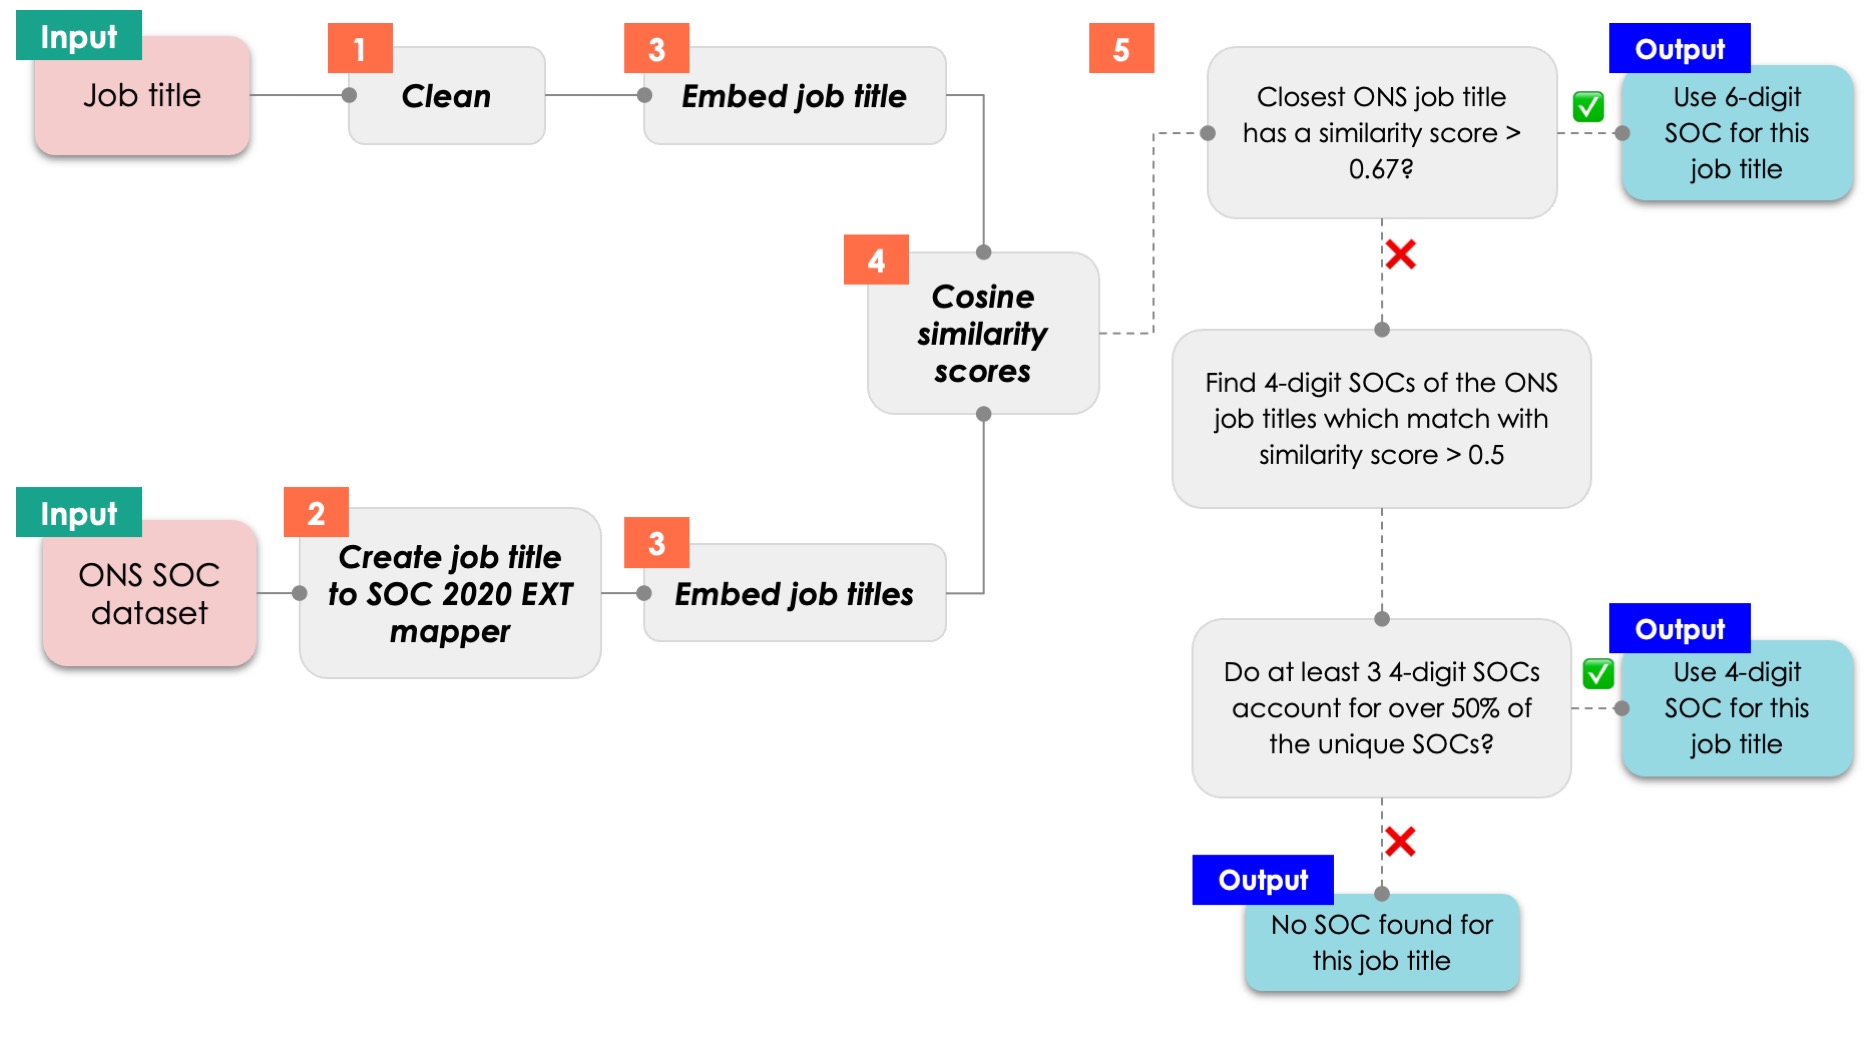 Input
Job title
1
Clean
3
Embed job title
Input
ONS SOC
dataset
2
Create job title
to SOC 2020 EXT
mapper
3
Embed job titles
4
Cosine
similarity
scores
5
Closest ONS job title
has a similarity score >
0.67?
Output
Use 6-digit
SOC for this
job title
Find 4-digit SOCs of the ONS
job titles which match with
similarity score > 0.5
Do at least 3 4-digit SOCs
account for over 50% of
the unique SOCs?
Output
Use 4-digit
SOC for this
job title
Output
No SOC found for
this job title